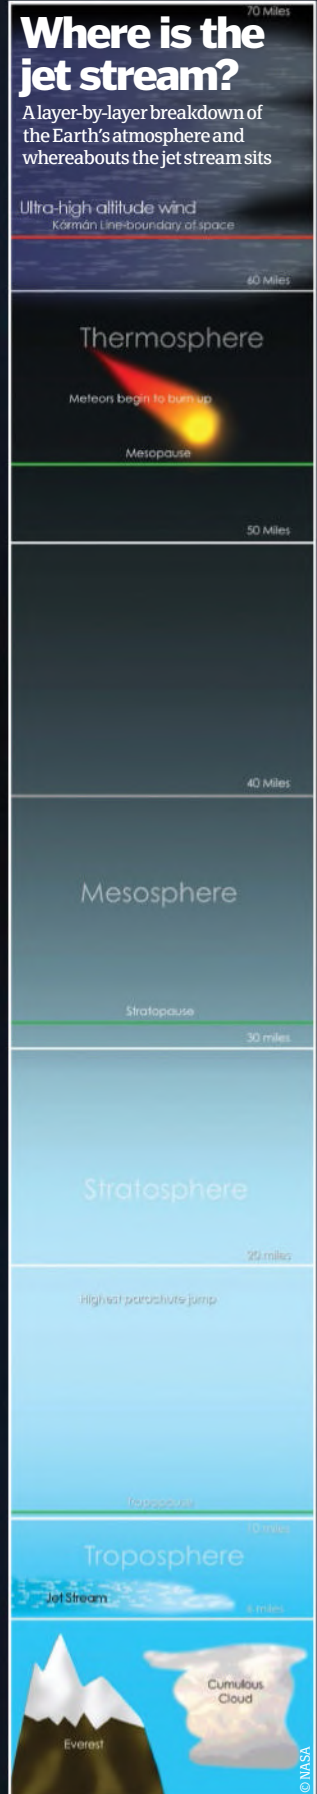 70 Miles
Where is the
jet stream?
A layer-by-layer breakdown of
the Earth's atmosphere and
whereabouts the jet stream sits
Ultra-high altitude wind
Kármán Line-boundary of space
60 Miles
Thermosphere
Meteors begin to burn up
Mesopause
50 Miles
40 Miles
Mesosphere
Stratopause
30 miles
Stratosphere
20 miles
Highest parachute jump
10 miles
Troposphere
Jet Stream
6 miles
Cumulous
Cloud
Everest
© NASA